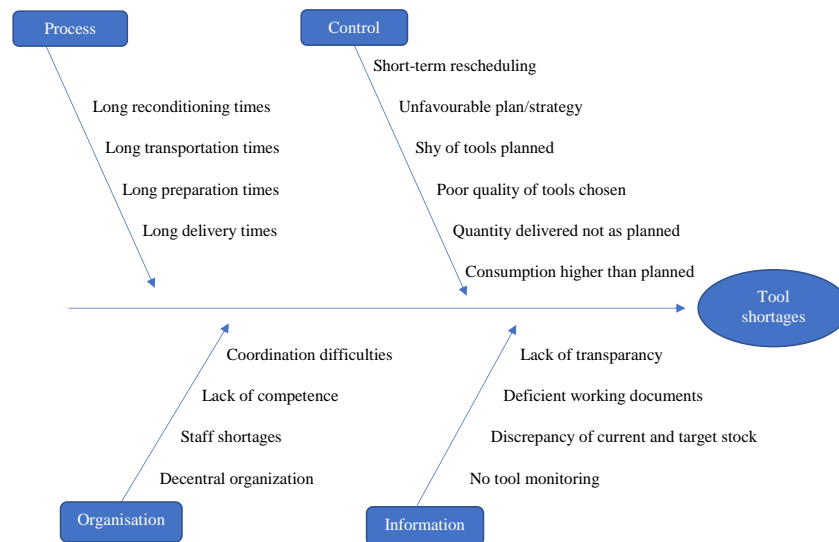 Process
Control
Short-term rescheduling
Long reconditioning times
Unfavourable plan/strategy
Long transportation times
Shy of tools planned
Long preparation times
Poor quality of tools chosen
Long delivery times
Quantity delivered not as planned
Consumption higher than planned
Tool
shortages
Coordination difficulties
Lack of transparancy
Lack of competence
Deficient working documents
Staff shortages
Discrepancy of current and target stock
Decentral organization
No tool monitoring
Organisation
Information